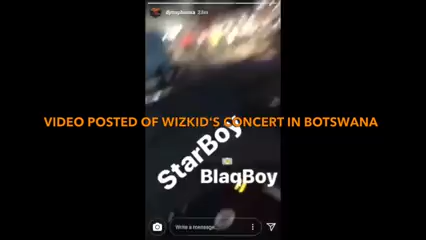 VIDEO POSTED OF WIZKID'S CONCERT IN BOTSWANA
StarBoy
BlaqBoy
Write a message...